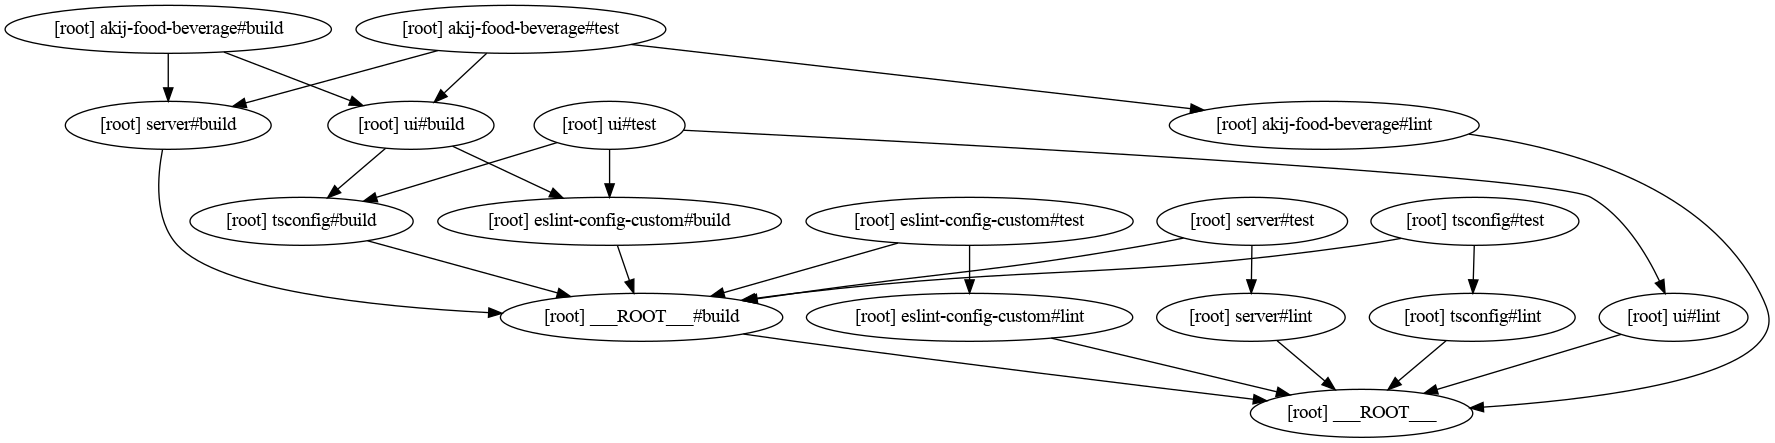 [root] akij-food-beverage#build
[root] akij-food-beverage#test
[root] server#build
[root] ui#build
[root] ui#test
[root] akij-food-beverage#lint
[root] tsconfig#build
[root] eslint-config-custom#build
[root] eslint-config-custom#test
[root] server#test
[root] tsconfig#test
[root] ___ROOT___#build
[root] eslint-config-custom#lint
[root] server#lint
[root] tsconfig#lint
[root] ui#lint
[root] ___ROOT___